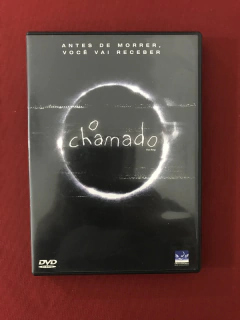 ANTES DE MORRER,
VOCÊ VAI RECEBER
o
chamado
DVD